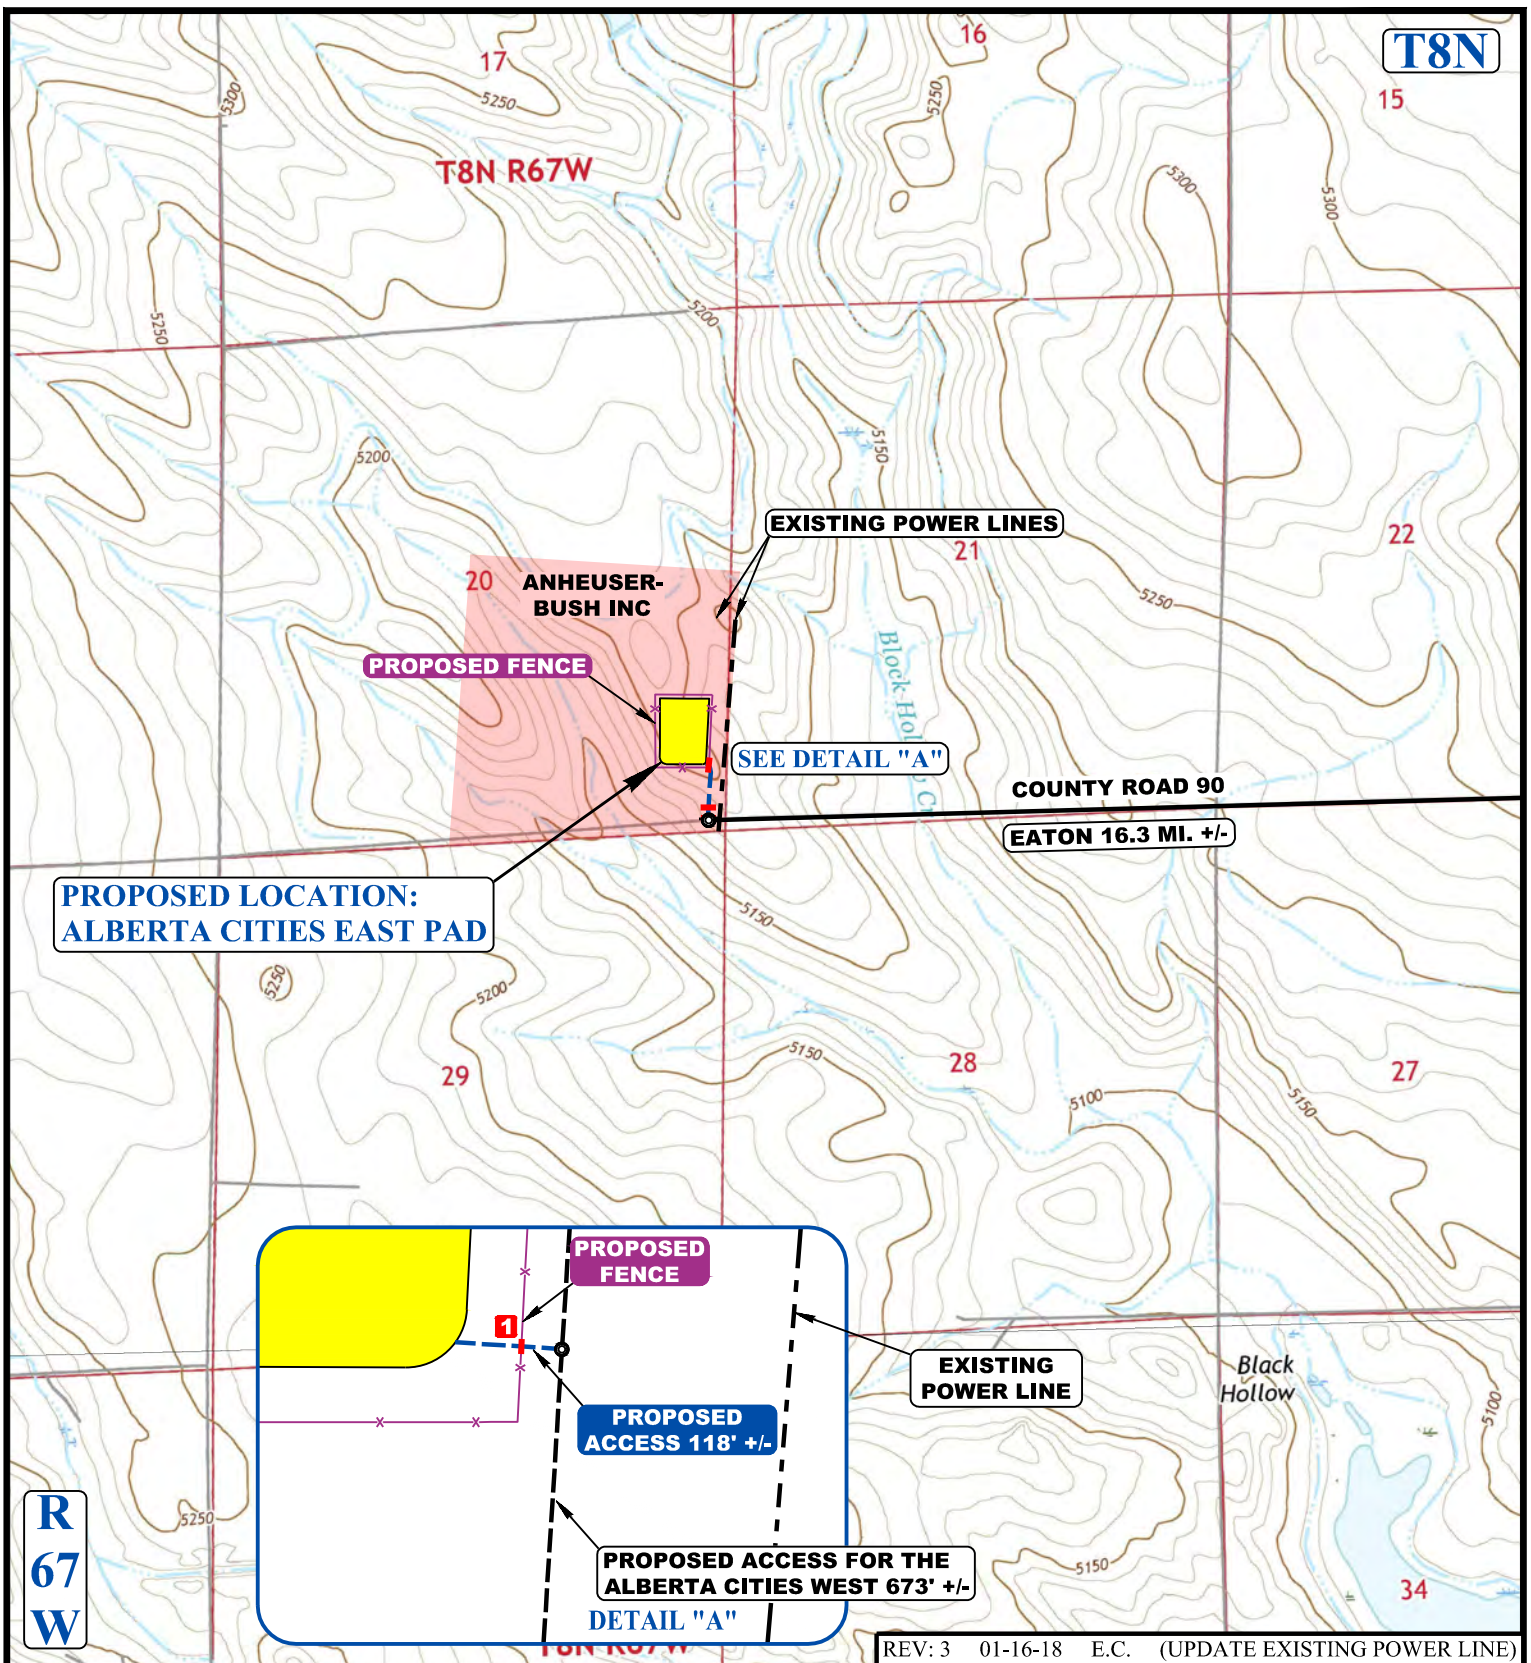 T8N
16
17
15
5300
5250
5250
T8N R67W
5300
5300
5250
5200
5150
5200
EXISTING POWER LINES
22
21
20
ANHEUSER-
BUSH INC
5250
PROPOSED FENCE
SEE DETAIL "A"
COUNTY ROAD 90
EATON 16.3 MI. +/-
PROPOSED LOCATION:
ALBERTA CITIES EAST PAD
5150
5250
5200
5150
28
29
27
5100
5150
PROPOSED
FENCE
1
EXISTING
POWER LINE
Black
Hollow
5100
PROPOSED
ACCESS 118' +/-
R
67
W
5250
PROPOSED ACCESS FOR THE
ALBERTA CITIES WEST 673' +/-
5150
34
DETAIL "A"
T8N R67W
REV: 3 01-16-18 E.C. (UPDATE EXISTING POWER LINE)